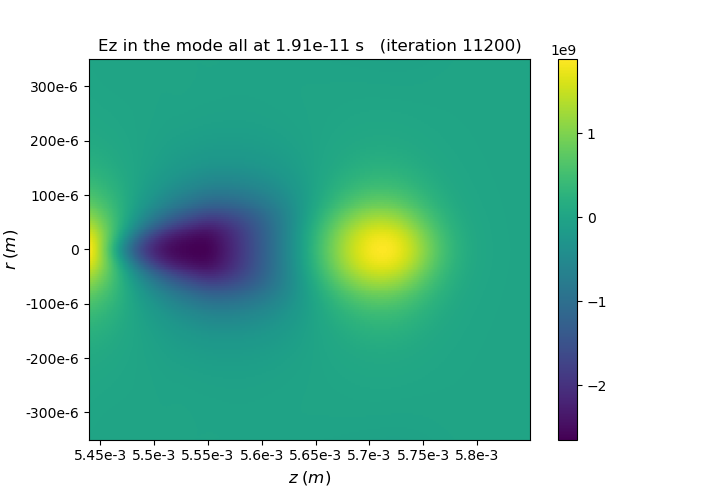 Ez in the mode all at 1.91e-11 s   (iteration 11200)
1e9
300e-6
200e-6
100e-6
0
-100e-6
-200e-6
-300e-6
r (m)
5.45e-3 5.5e-3 5.55e-3 5.6e-3 5.65e-3 5.7e-3 5.75e-3 5.8e-3
z (m)
1
0
−1
−2